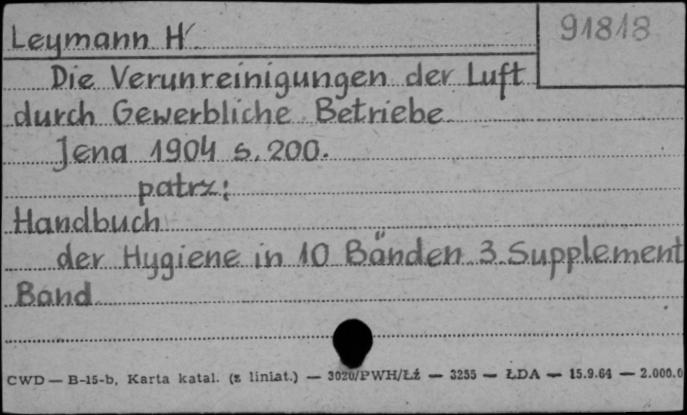 Leymann H.
91818
Die Verunreinigungen der Luft
durch Gewerbliche Betriebe
Jena 1904 s. 200.
patrz:
Handbuch
der Hygiene in 10 Bänden 3. Supplement
Band
CWD — B-15-b, Karta katal. (z liniat.) — 3020/PWH/Łź — 3255 — ŁDA — 15.9.64 — 2.000.0